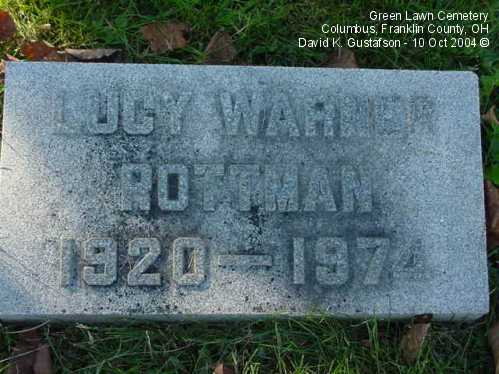 Green Lawn Cemetery
Columbus, Franklin County, OH
David K. Gustafson - 10 Oct 2004 ©
LUCY WARNER
ROTTMAN
1920—1974